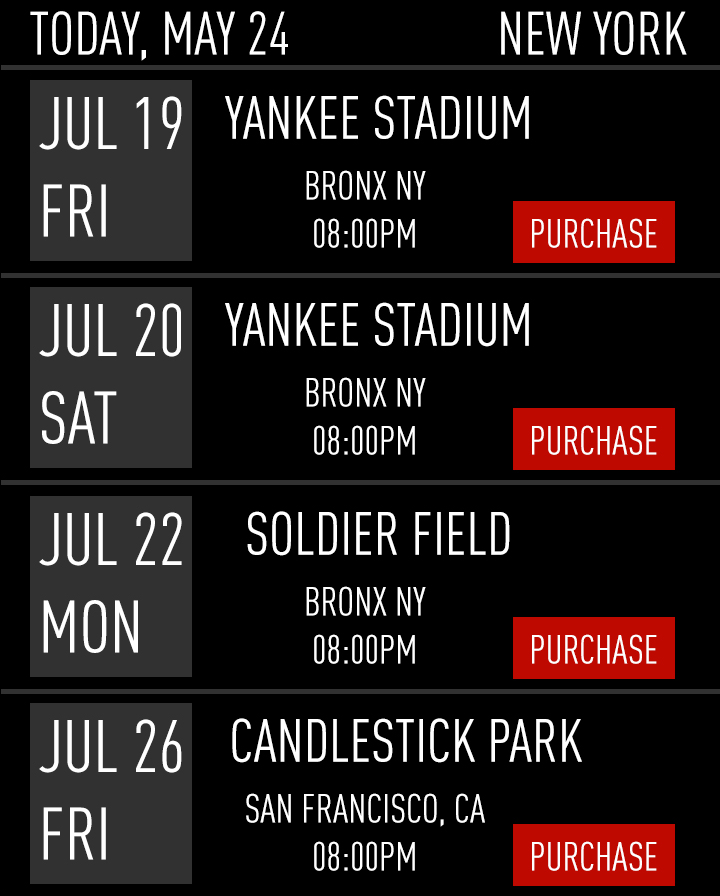 TODAY, MAY 24
NEW YORK
JUL 19
FRI
YANKEE STADIUM
BRONX NY
08:00PM
PURCHASE
JUL 20
SAT
YANKEE STADIUM
BRONX NY
08:00PM
PURCHASE
JUL 22
MON
SOLDIER FIELD
BRONX NY
08:00PM
PURCHASE
JUL 26
FRI
CANDLESTICK PARK
SAN FRANCISCO, CA
08:00PM
PURCHASE